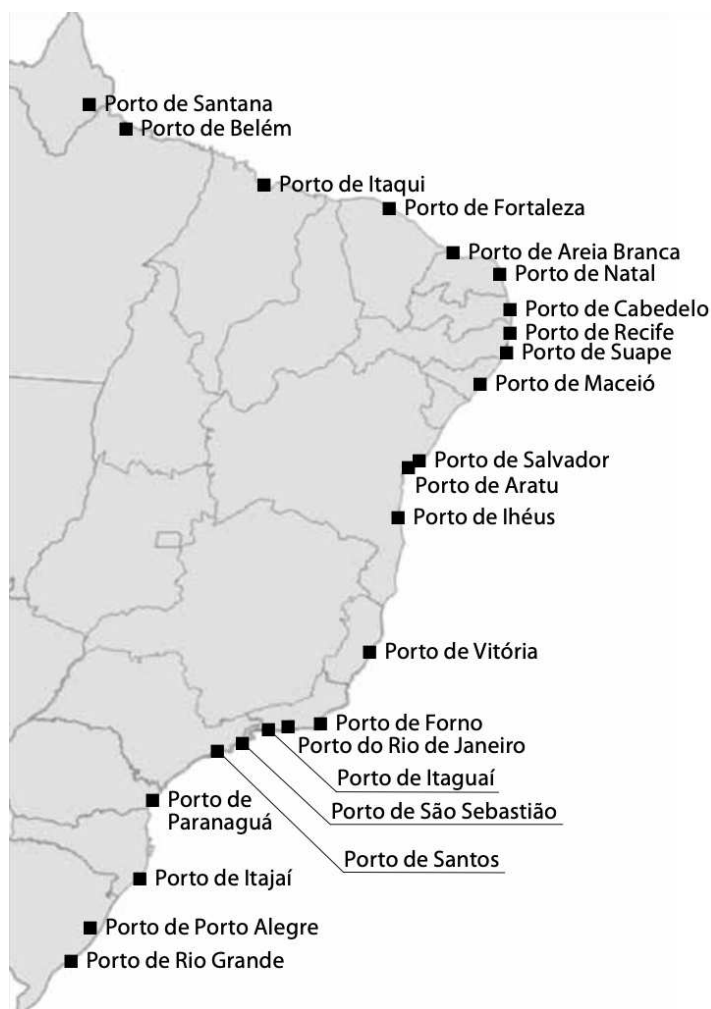 Porto de Santana
Porto de Belém
Porto de Itaqui
Porto de Fortaleza
Porto de Areia Branca
Porto de Natal
Porto de Cabedelo
Porto de Recife
Porto de Suape
Porto de Maceió
Porto de Salvador
Porto de Aratu
Porto de Ihéus
Porto de Vitória
Porto de Forno
Porto do Rio de Janeiro
Porto de Itaguaí
Porto de São Sebastião
Porto de
Paranaguá
Porto de Santos
Porto de Itajaí
Porto de Porto Alegre
Porto de Rio Grande